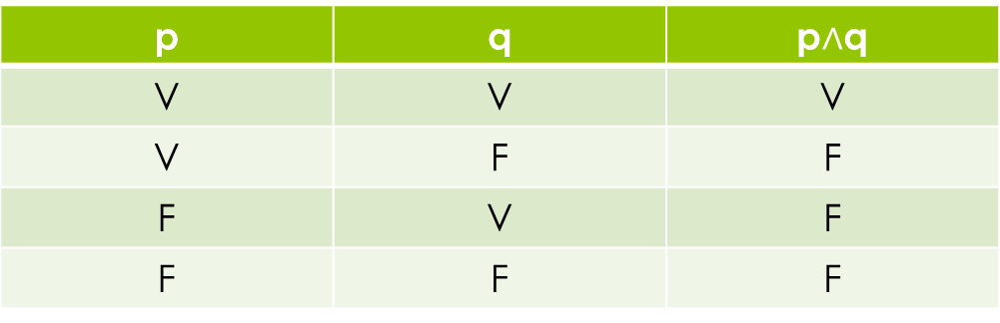 p q p∧q
V V V
V F F
F V F
F F F